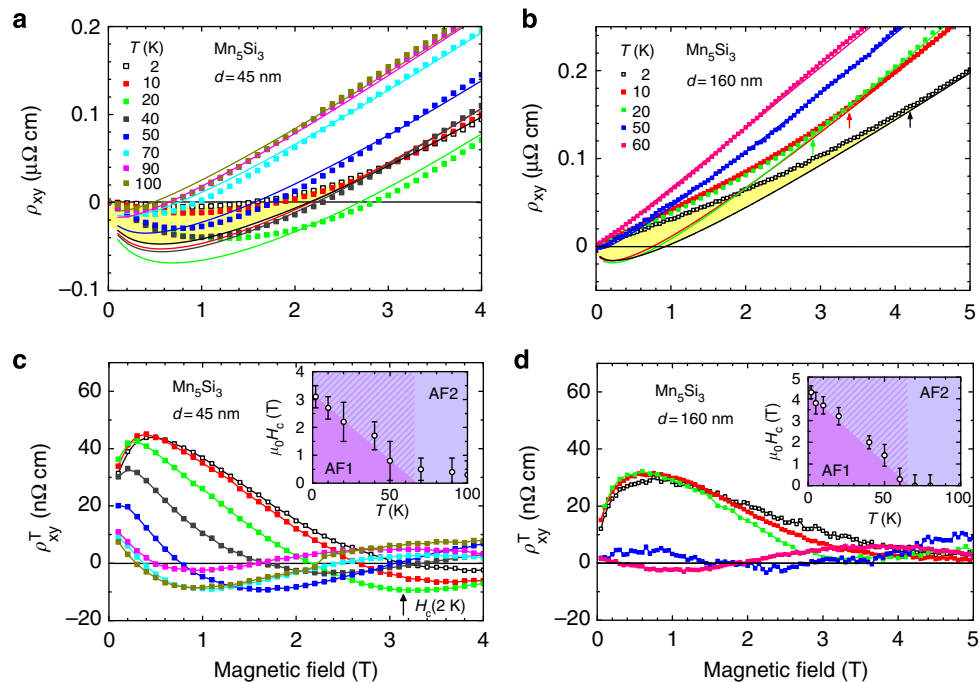 a
0.2
0.1
0
−0.1
ρxy (μΩ cm)
T (K)
2
10
20
40
50
70
90
100
Mn5Si3
d = 45 nm
0 1 2 3 4
b
0.2
0.1
0
ρxy (μΩ cm)
T (K)
2
10
20
50
60
Mn5Si3
d = 160 nm
0 1 2 3 4 5
c
60
40
20
0
−20
ρTxy (nΩ cm)
Mn5Si3
d = 45 nm
4
3
2
1
0
μ0Hc (T)
AF2
AF1
0 50 100
T (K)
Hc(2 K)
0 1 2 3 4
Magnetic field (T)
d
60
40
20
0
−20
ρTxy (nΩ cm)
Mn5Si3
d = 160 nm
5
4
3
2
1
0
μ0Hc (T)
AF2
AF1
0 50 100
T (K)
0 1 2 3 4 5
Magnetic field (T)